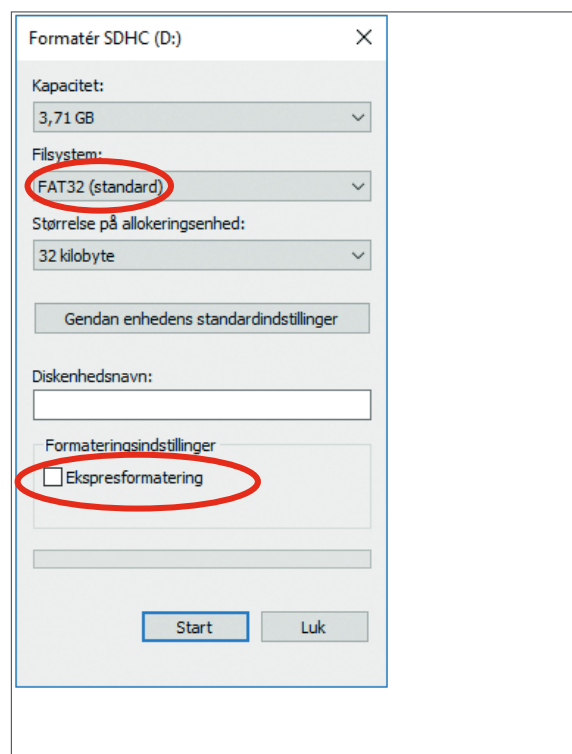 Formatér SDHC (D:)
Kapacitet:
3,71 GB
Filsystem:
FAT32 (standard)
Størrelse på allokeringsenhed:
32 kilobyte
Gendan enhedens standardindstillinger
Diskenhedsnavn:
Formateringsindstillinger
Ekspresformatering
Start Luk